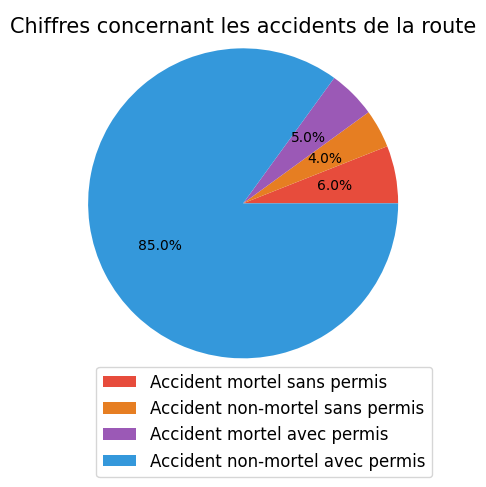 Chiffres concernant les accidents de la route
5.0%
4.0%
6.0%
85.0%
Accident mortel sans permis
Accident non-mortel sans permis
Accident mortel avec permis
Accident non-mortel avec permis